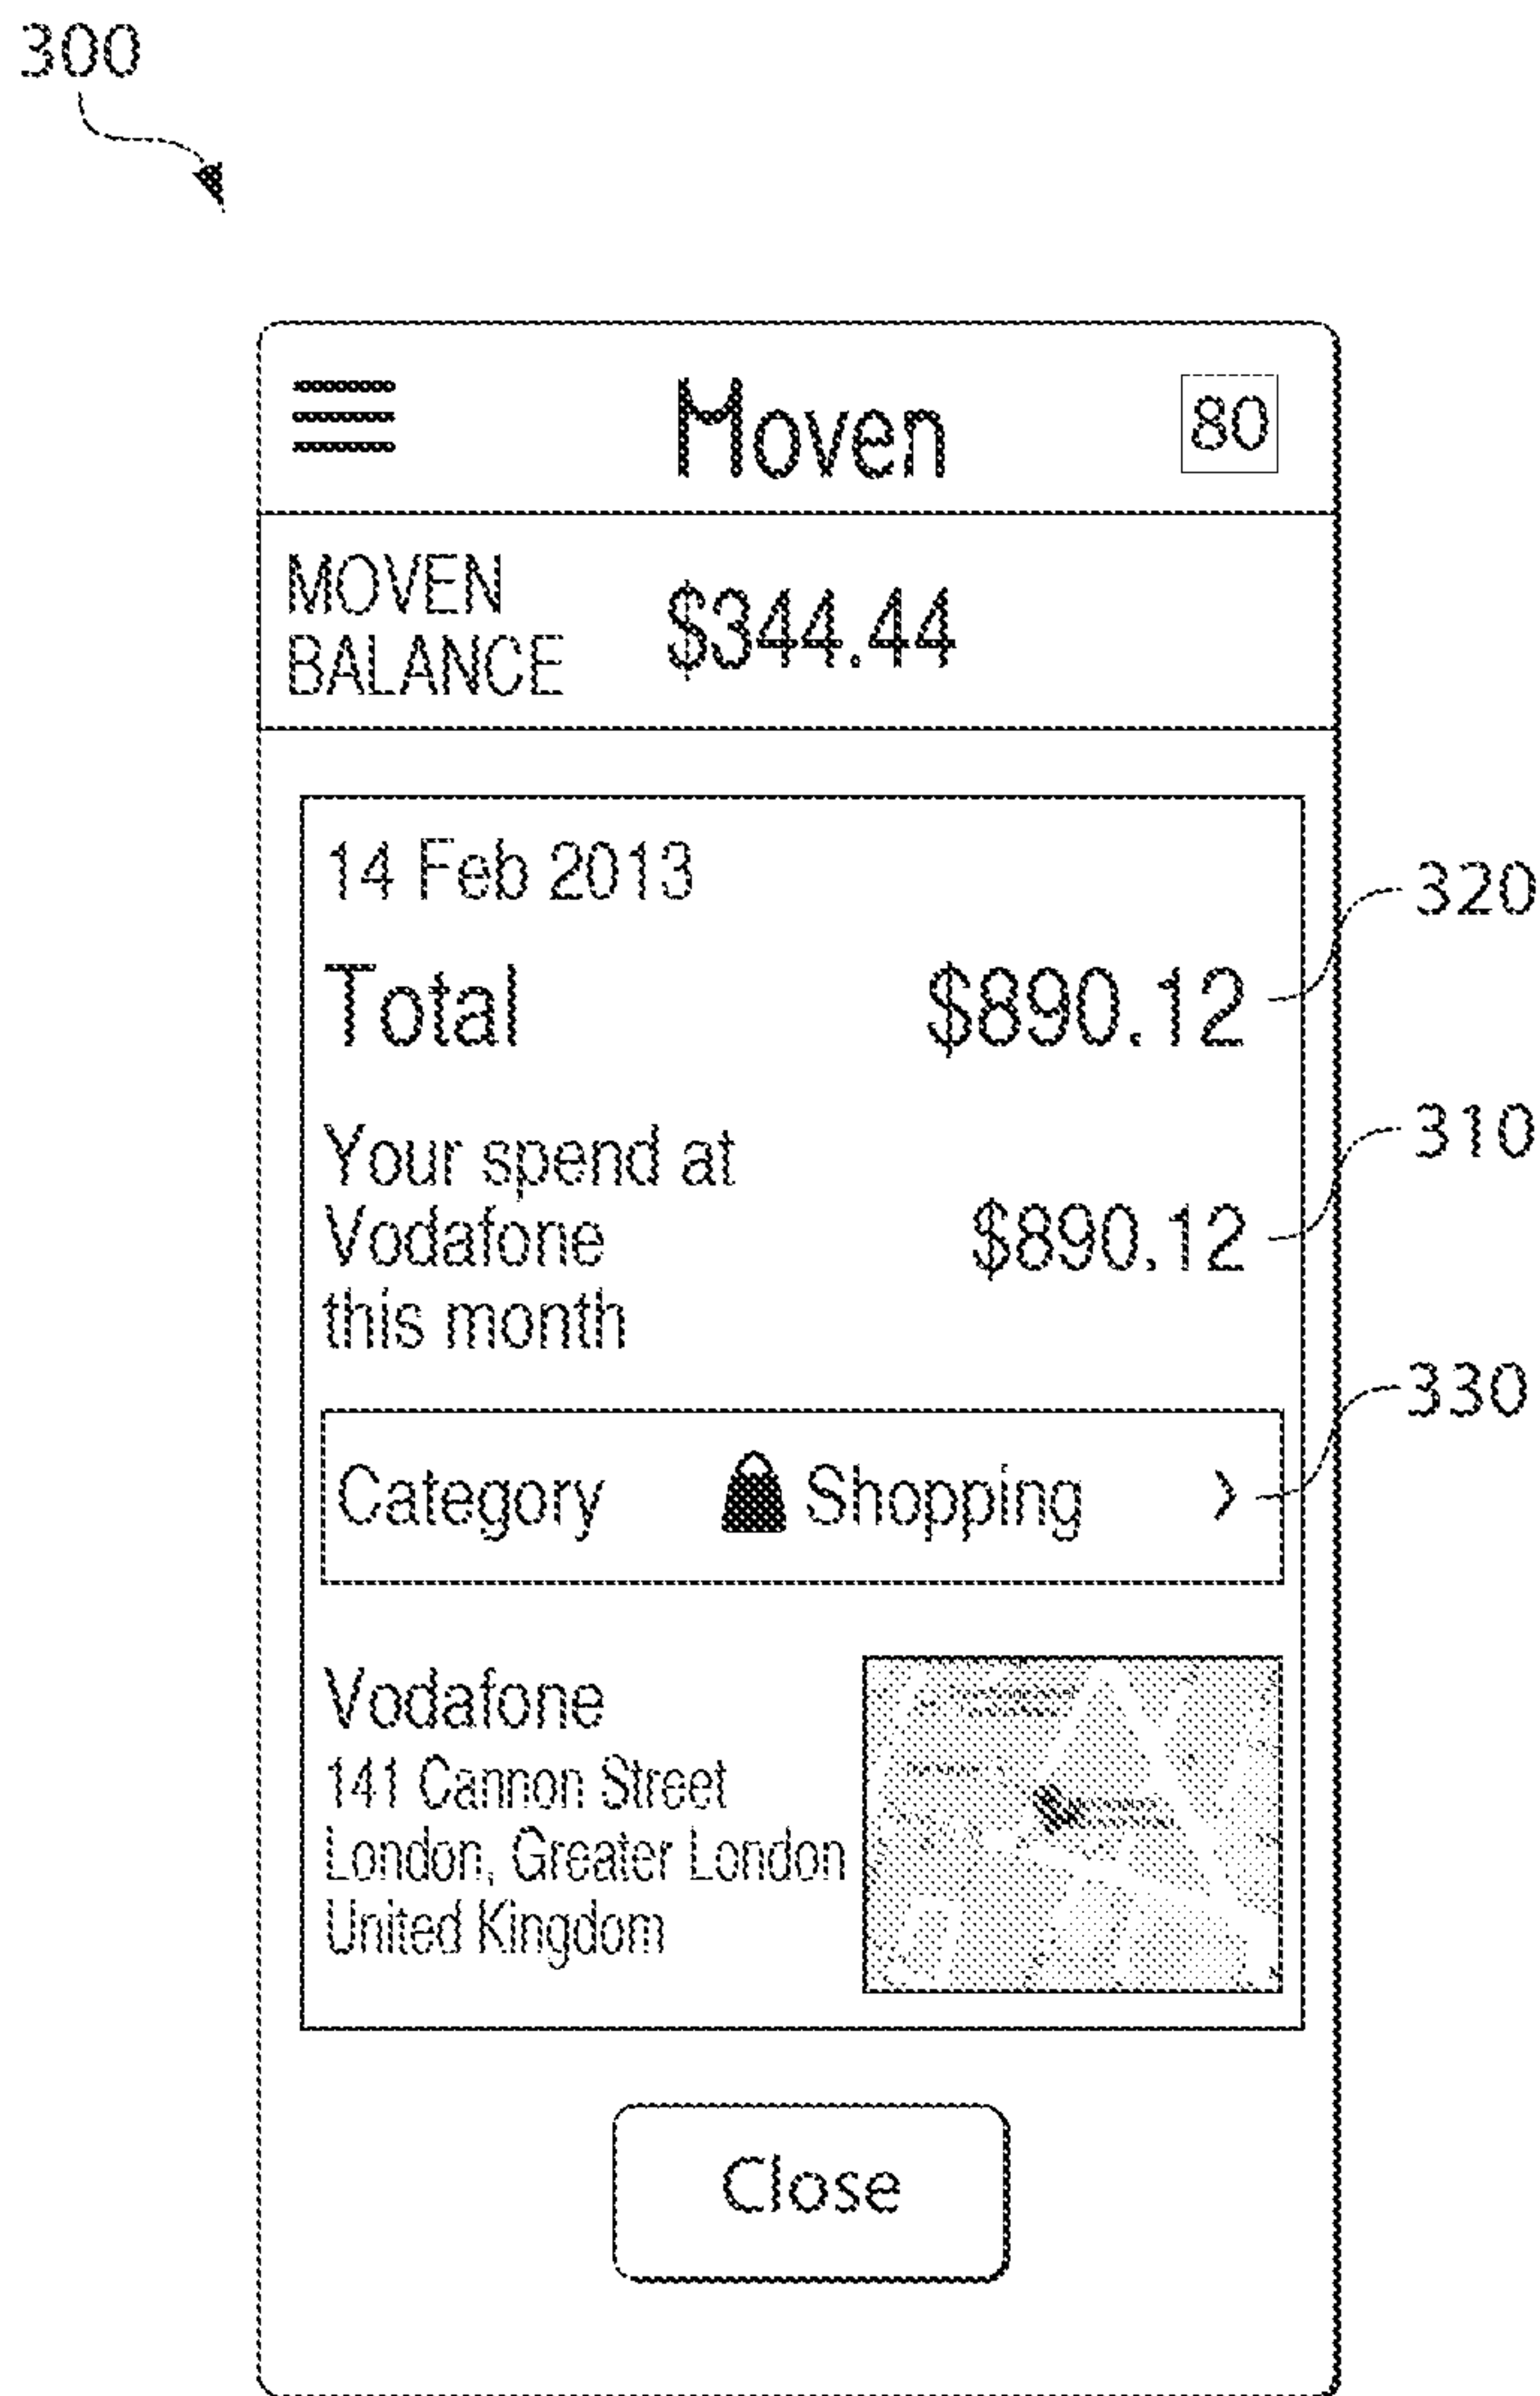 300
Moven 80
MOVEN
BALANCE $344.44
14 Feb 2013
320
Total $890.12
310
Your spend at
Vodafone $890.12
this month
330
Category Shopping >
Vodafone
141 Cannon Street
London, Greater London
United Kingdom
Close